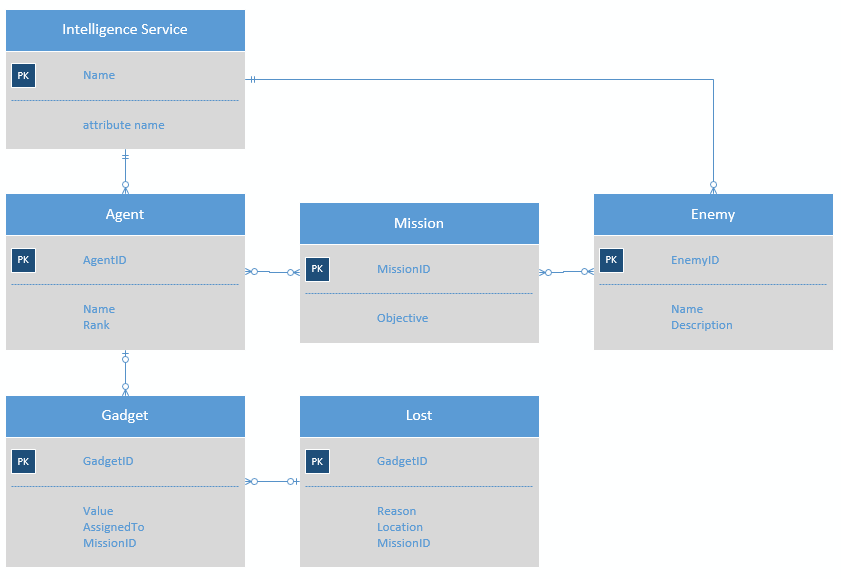 Intelligence Service
PK Name
attribute name
Agent
PK AgentID
Name
Rank
Mission
PK MissionID
Objective
Enemy
PK EnemyID
Name
Description
Gadget
PK GadgetID
Value
AssignedTo
MissionID
Lost
PK GadgetID
Reason
Location
MissionID